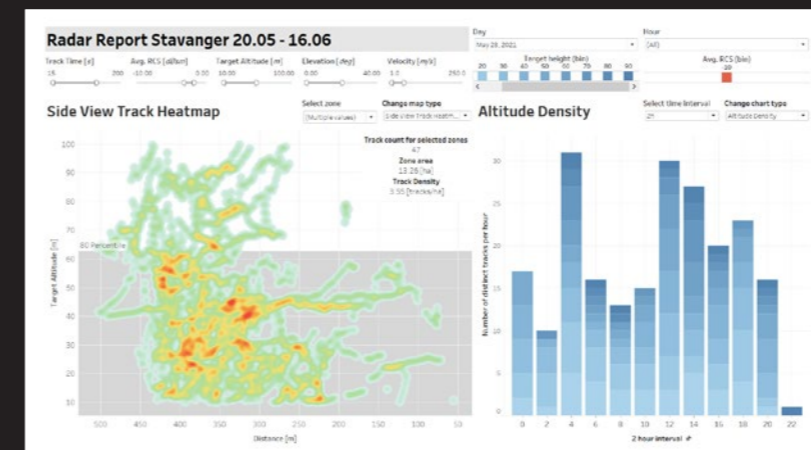 Radar Report Stavanger 20.05 - 16.06
Track Time [s]
15 200
Avg. RCS [dBsm]
-10.00 0.00
Target Altitude [m]
10.00 100.00
Elevation [deg]
0.00 40.00
Velocity [m/s]
1.0 250.0
Day
May 28, 2021
Hour
(All)
Target height (bin)
20 30 40 50 60 70 80 90
Avg. RCS (bin)
Side View Track Heatmap
Select zone
(Multiple values)
Change map type
Side View Track Heatm...
Track count for selected zones
47
Zone area
13.26 [ha]
Track Density
3.55 [tracks/ha]
80 Percentile
Target Altitude [m]
100
90
80
70
60
50
40
30
20
10
500 450 400 350 300 250 200 150 100 50
Distance [m]
Altitude Density
Select time Interval
2h
Change chart type
Altitude Density
Number of distinct tracks per hour
30
25
20
15
10
5
0
0 2 4 6 8 10 12 14 16 18 20 22
2 hour interval